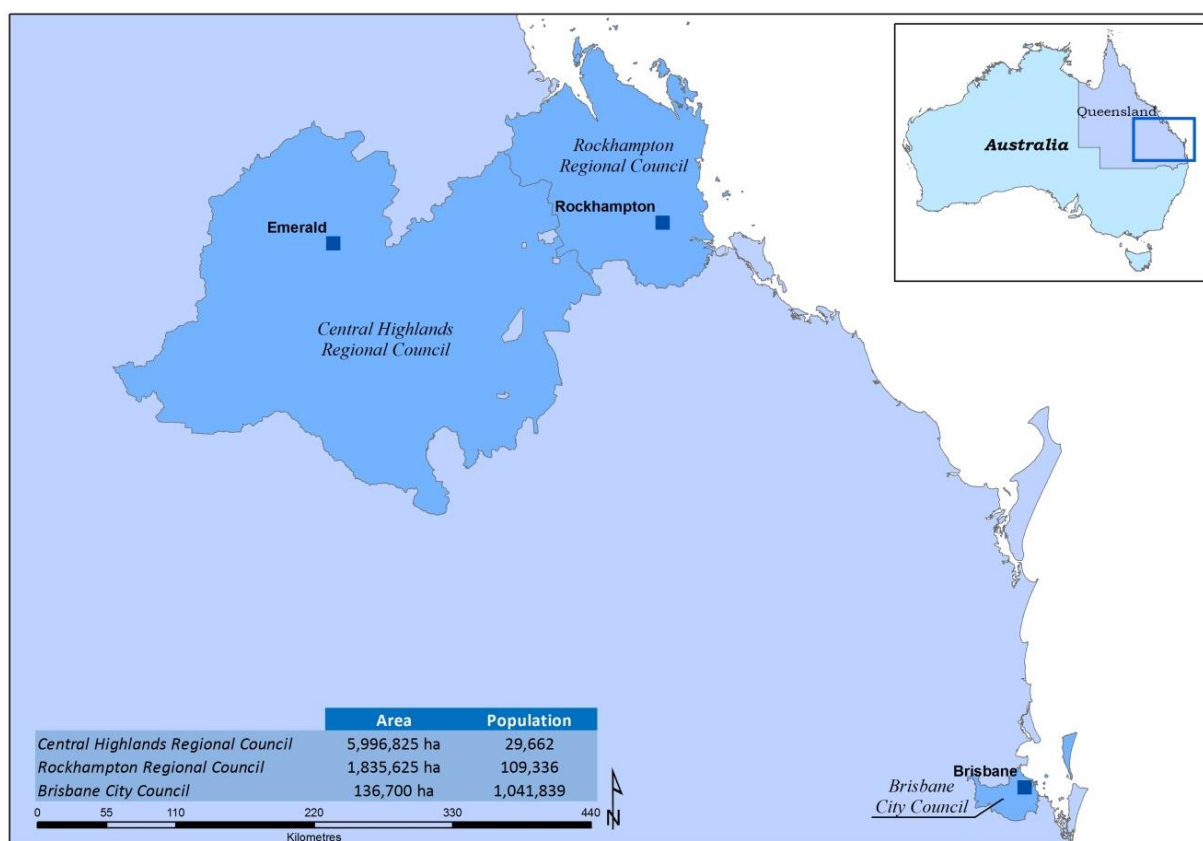 Queensland
Australia
Rockhampton
Regional Council
Rockhampton
Emerald
Central Highlands
Regional Council
Area Population
Central Highlands Regional Council 5,996,825 ha 29,662
Rockhampton Regional Council 1,835,625 ha 109,336
Brisbane City Council 136,700 ha 1,041,839
0 55 110 220 330 440
Kilometres
N
Brisbane
Brisbane
City Council